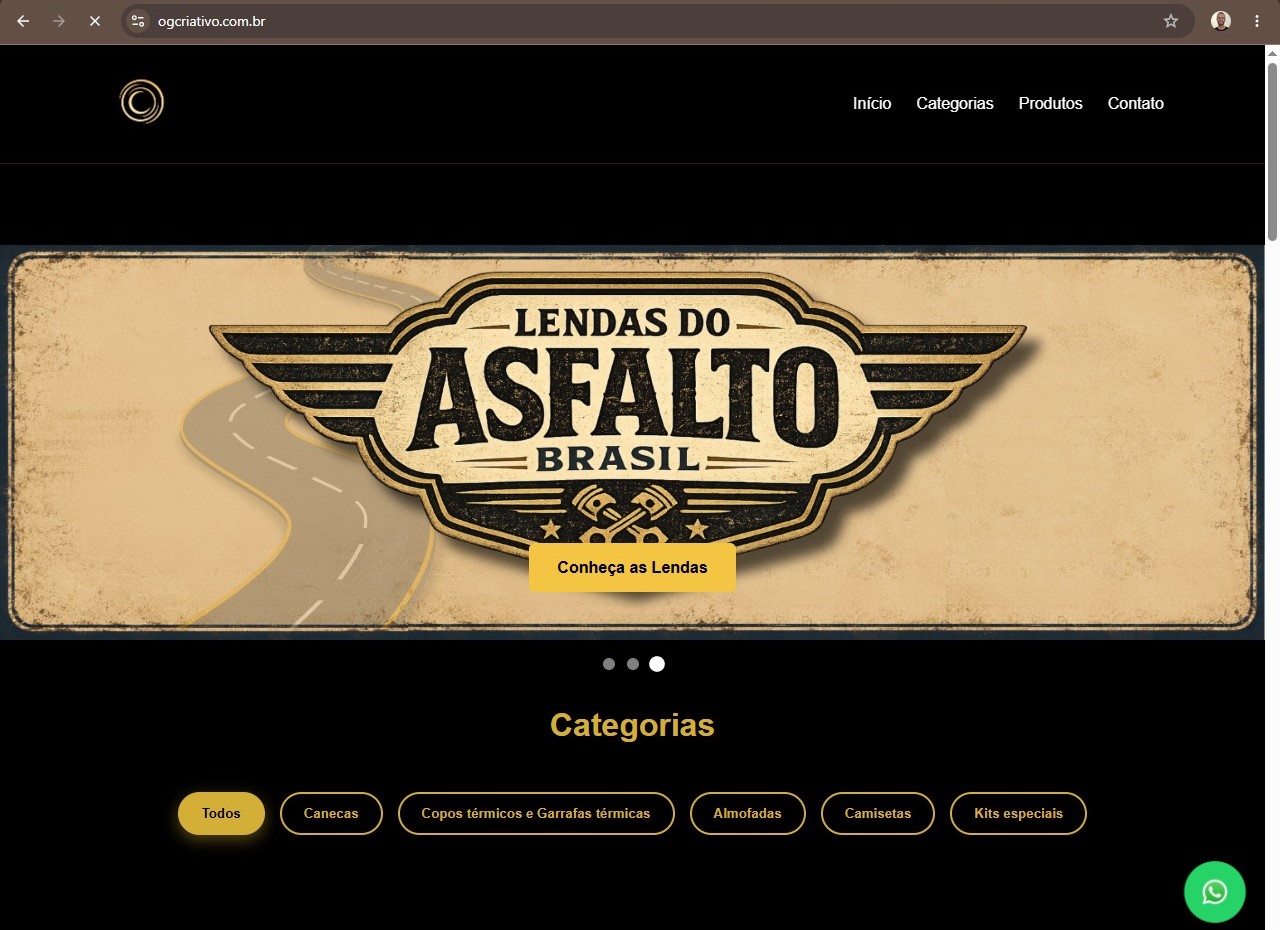 ogcriativo.com.br
Início Categorias Produtos Contato
LENDAS DO
ASFALTO
BRASIL
Conheça as Lendas
Categorias
Todos Canecas Copos térmicos e Garrafas térmicas Almofadas Camisetas Kits especiais